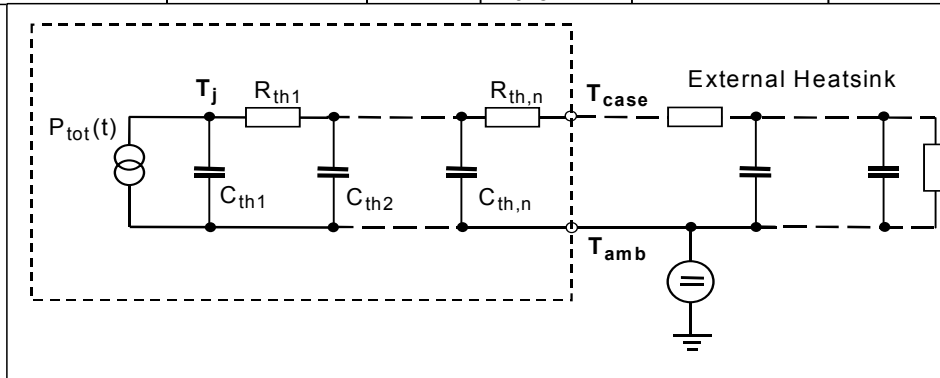 External Heatsink
T_j R_th1 R_th,n T_case
P_tot(t)
C_th1 C_th2 C_th,n
T_amb